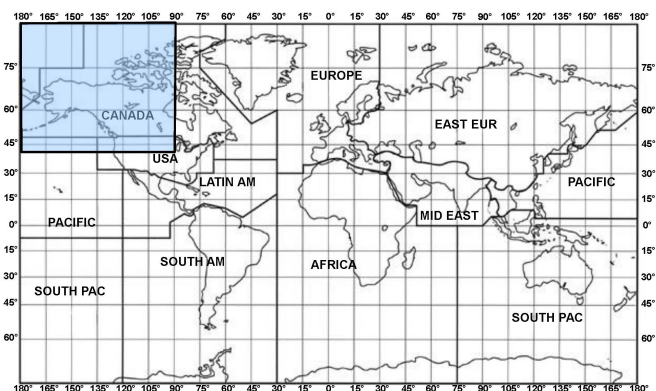 180° 165° 150° 135° 120° 105° 90° 75° 60° 45° 30° 15° 0° 15° 30° 45° 60° 75° 90° 105° 120° 135° 150° 165° 180°
75° EUROPE 75°
60° CANADA 60°
EAST EUR
45° 45°
USA
30° LATIN AM PACIFIC 30°
15° 15°
PACIFIC MID EAST
0° 0°
15° 15°
SOUTH AM AFRICA
30° 30°
SOUTH PAC
45° 45°
SOUTH PAC
60° 60°
180° 165° 150° 135° 120° 105° 90° 75° 60° 45° 30° 15° 0° 15° 30° 45° 60° 75° 90° 105° 120° 135° 150° 165° 180°